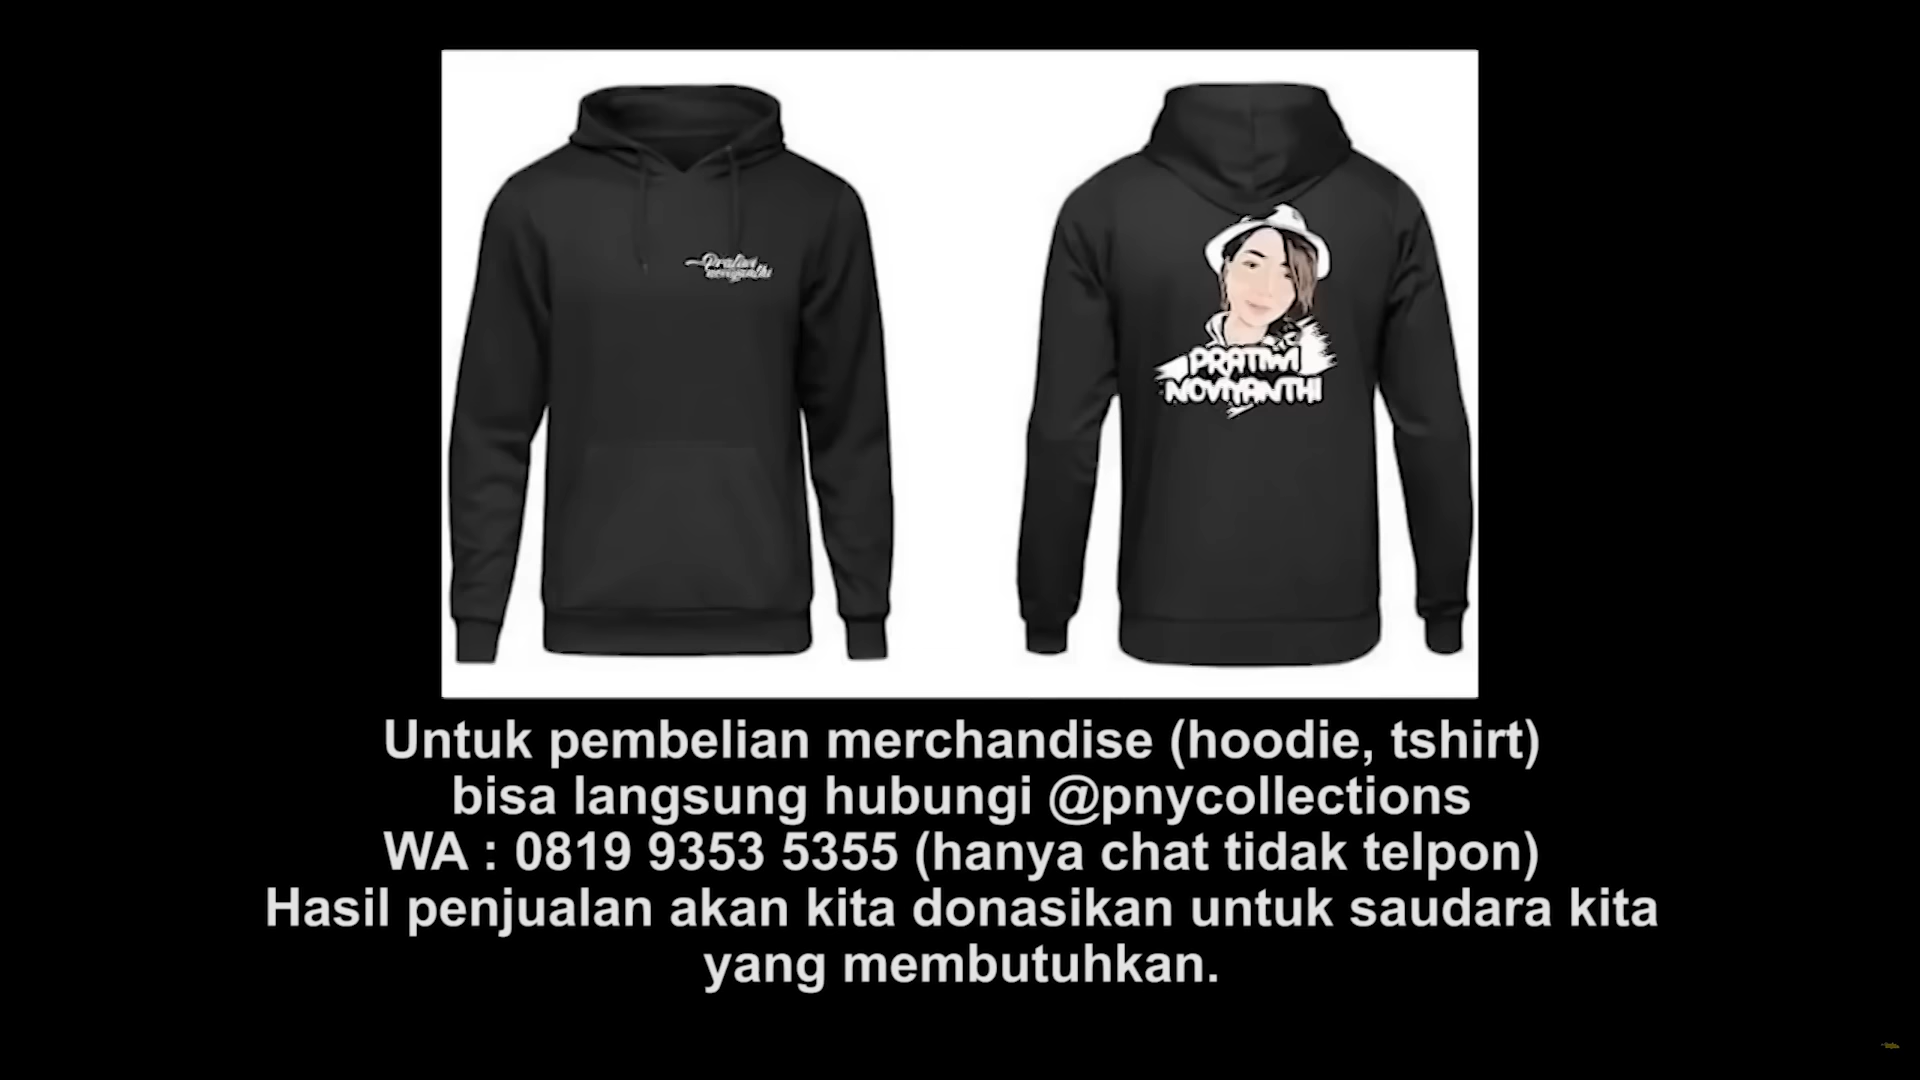 Pratiwi
noviyanthi
PRATIWI
NOVIYANTHI
Untuk pembelian merchandise (hoodie, tshirt)
bisa langsung hubungi @pnycollections
WA : 0819 9353 5355 (hanya chat tidak telpon)
Hasil penjualan akan kita donasikan untuk saudara kita
yang membutuhkan.